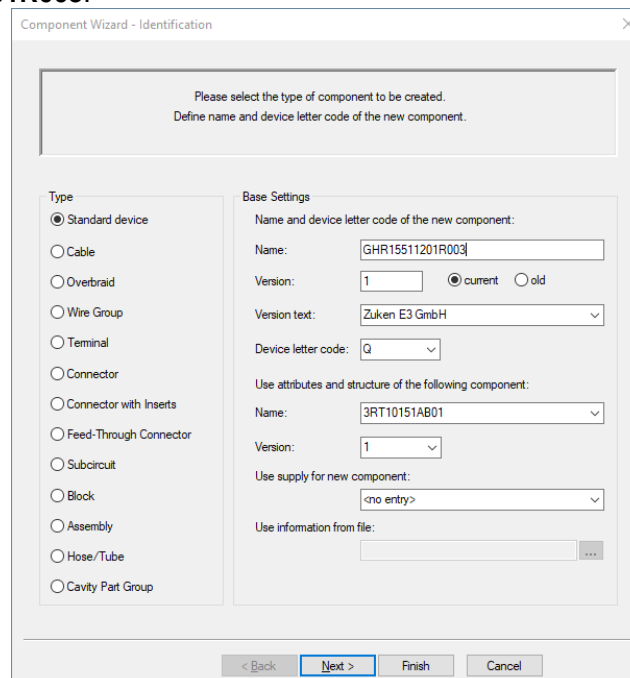 Component Wizard - Identification
Please select the type of component to be created.
Define name and device letter code of the new component.
Type
Standard device
Cable
Overbraid
Wire Group
Terminal
Connector
Connector with Inserts
Feed-Through Connector
Subcircuit
Block
Assembly
Hose/Tube
Cavity Part Group
Base Settings
Name and device letter code of the new component:
Name: GHR15511201R003
Version: 1 current old
Version text: Zuken E3 GmbH
Device letter code: Q
Use attributes and structure of the following component:
Name: 3RT10151AB01
Version: 1
Use supply for new component:
<no entry>
Use information from file:
...
< Back Next > Finish Cancel